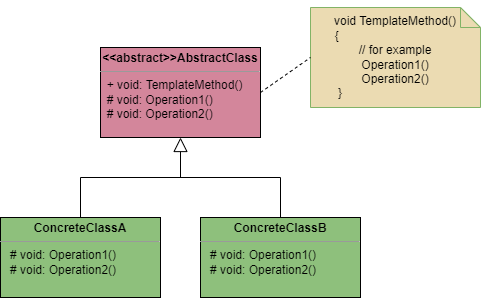 void TemplateMethod()
{
// for example
Operation1()
Operation2()
}
<<abstract>>AbstractClass
+ void: TemplateMethod()
# void: Operation1()
# void: Operation2()
ConcreteClassA
# void: Operation1()
# void: Operation2()
ConcreteClassB
# void: Operation1()
# void: Operation2()